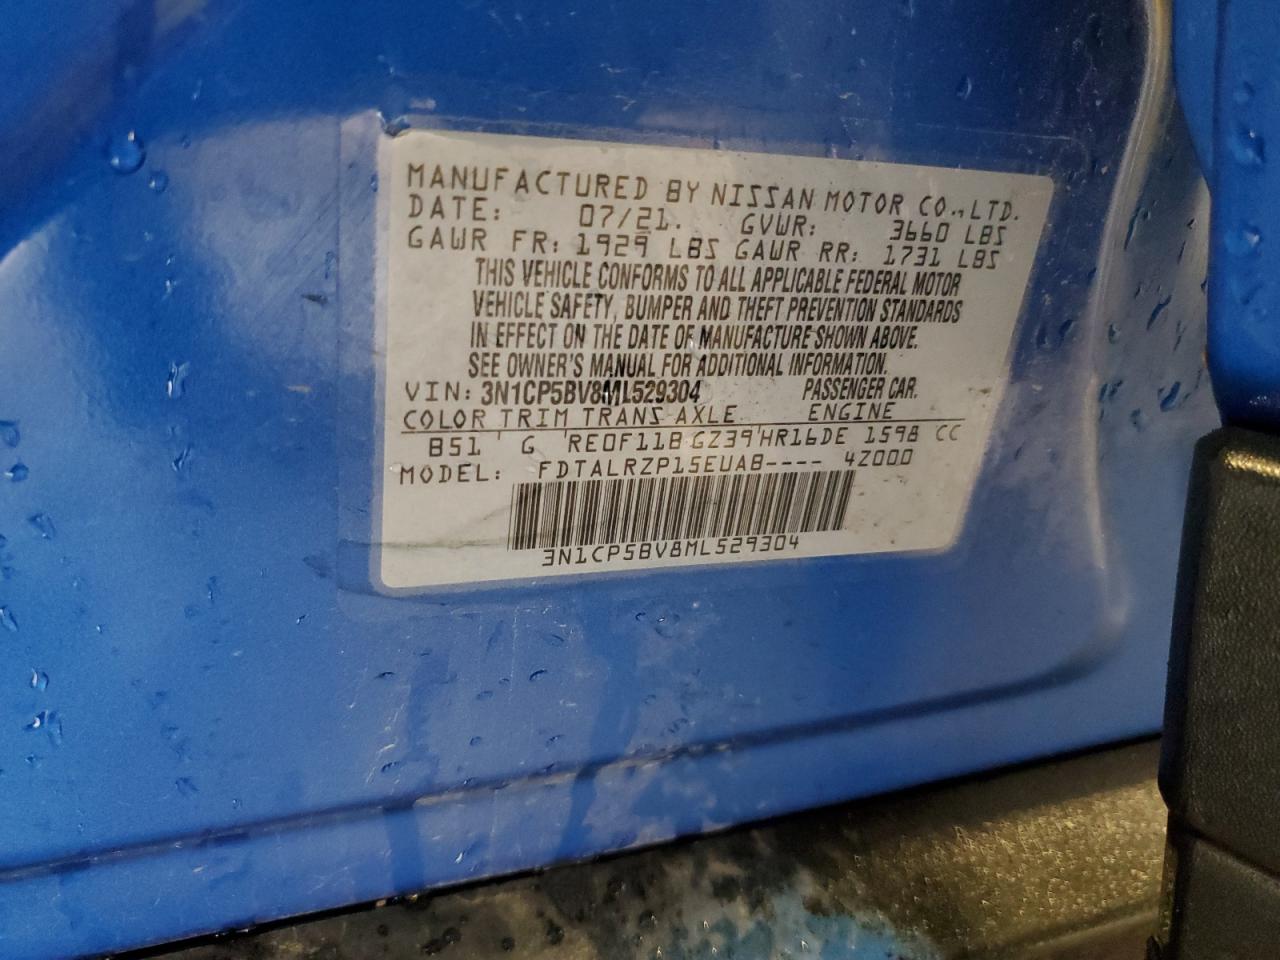 MANUFACTURED BY NISSAN MOTOR CO.,LTD.
DATE: 07/21. GVWR: 3660 LBS
GAWR FR: 1929 LBS GAWR RR: 1731 LBS
THIS VEHICLE CONFORMS TO ALL APPLICABLE FEDERAL MOTOR
VEHICLE SAFETY, BUMPER AND THEFT PREVENTION STANDARDS
IN EFFECT ON THE DATE OF MANUFACTURE SHOWN ABOVE.
SEE OWNER'S MANUAL FOR ADDITIONAL INFORMATION.
VIN: 3N1CP5BV8ML529304 PASSENGER CAR.
COLOR TRIM TRANS AXLE ENGINE
B51 G RE0F11B GZ39 HR16DE 1598 CC
MODEL: FDTALRZP15EUAB---- 4Z000
3N1CP5BV8ML529304